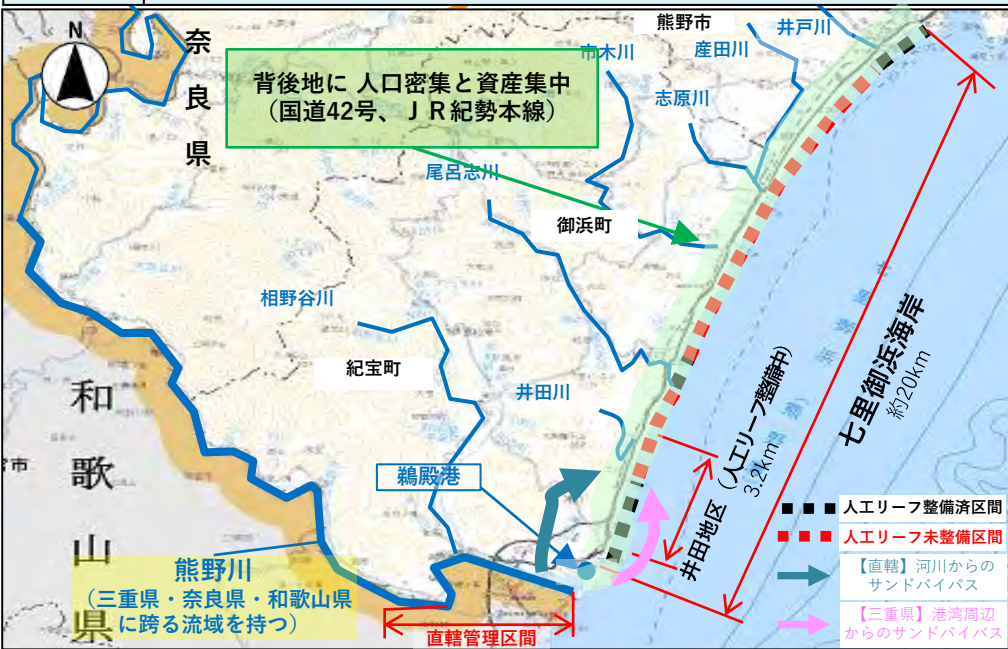 N
奈良県
背後地に 人口密集と資産集中
（国道42号、ＪＲ紀勢本線）
熊野市
井戸川
産田川
市木川
志原川
尾呂志川
御浜町
相野谷川
紀宝町
井田川
鵜殿港
七里御浜海岸
約20km
井田地区（人工リーフ整備中）
3.2km
和歌山県
市
熊野川
（三重県・奈良県・和歌山県
に跨る流域を持つ）
直轄管理区間
人工リーフ整備済区間
人工リーフ未整備区間
【直轄】河川からの
サンドバイパス
【三重県】港湾周辺
からのサンドバイパス